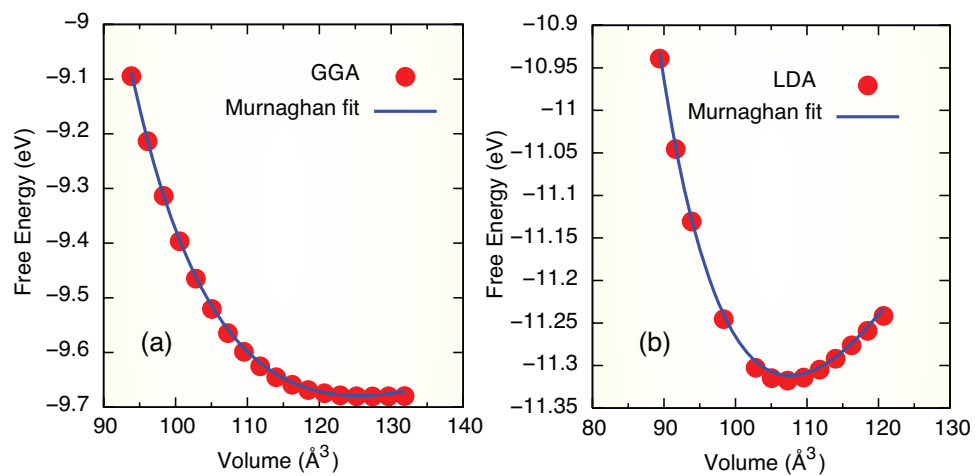 −9
−9.1
−9.2
−9.3
−9.4
−9.5
−9.6
−9.7
90 100 110 120 130 140
Free Energy (eV)
Volume (Å³)
GGA
Murnaghan fit
(a)
−10.9
−10.95
−11
−11.05
−11.1
−11.15
−11.2
−11.25
−11.3
−11.35
80 90 100 110 120 130
Free Energy (eV)
Volume (Å³)
LDA
Murnaghan fit
(b)